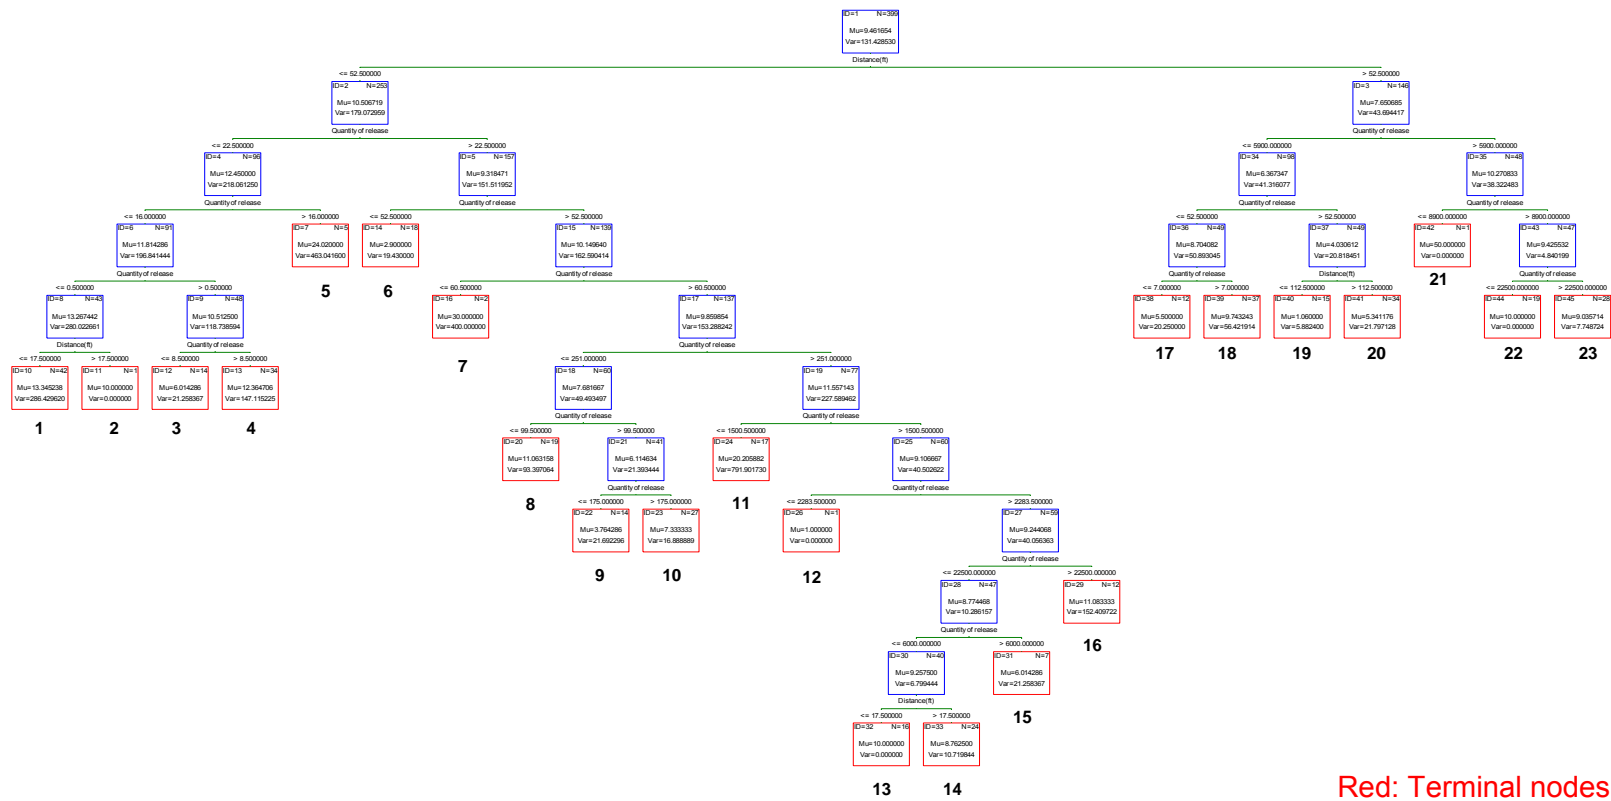 ID=1 N=399
Mu=9.461654
Var=131.428530
Distance(ft)
<= 52.500000 > 52.500000
ID=2 N=253 ID=3 N=146
Mu=10.506719 Mu=7.650685
Var=179.072959 Var=43.694417
Quantity of release Quantity of release
<= 22.500000 > 22.500000 <= 5900.000000 > 5900.000000
ID=4 N=96 ID=5 N=157 ID=34 N=98 ID=35 N=48
Mu=12.450000 Mu=9.318471 Mu=6.367347 Mu=10.270833
Var=218.061250 Var=151.511952 Var=41.316077 Var=38.322483
Quantity of release Quantity of release Quantity of release Quantity of release
<= 16.000000 > 16.000000 <= 52.500000 > 52.500000 <= 52.500000 > 52.500000 <= 8900.000000 > 8900.000000
ID=6 N=91 ID=7 N=5 ID=14 N=18 ID=15 N=139 ID=36 N=49 ID=37 N=49 ID=42 N=1 ID=43 N=47
Mu=11.814286 Mu=24.020000 Mu=2.900000 Mu=10.149640 Mu=8.704082 Mu=4.030612 Mu=50.000000 Mu=9.425532
Var=196.841444 Var=463.041600 Var=19.430000 Var=162.590414 Var=50.893045 Var=20.818451 Var=0.000000 Var=4.840199
Quantity of release Quantity of release Quantity of release Distance(ft) Quantity of release
5 6 21
<= 0.500000 > 0.500000 <= 60.500000 > 60.500000 <= 7.000000 > 7.000000 <= 112.500000 > 112.500000 <= 22500.000000 > 22500.000000
ID=8 N=43 ID=9 N=48 ID=16 N=2 ID=17 N=137 ID=38 N=12 ID=39 N=37 ID=40 N=15 ID=41 N=34 ID=44 N=19 ID=45 N=28
Mu=13.267442 Mu=10.512500 Mu=30.000000 Mu=9.859854 Mu=5.500000 Mu=9.743243 Mu=1.060000 Mu=5.341176 Mu=10.000000 Mu=9.035714
Var=280.022661 Var=118.738594 Var=400.000000 Var=153.288242 Var=20.250000 Var=56.421914 Var=5.882400 Var=21.797128 Var=0.000000 Var=7.748724
Distance(ft) Quantity of release Quantity of release
17 18 19 20 22 23
<= 17.500000 > 17.500000 <= 8.500000 > 8.500000 7 <= 251.000000 > 251.000000
ID=10 N=42 ID=11 N=1 ID=12 N=14 ID=13 N=34 ID=18 N=60 ID=19 N=77
Mu=13.345238 Mu=10.000000 Mu=6.014286 Mu=12.364706 Mu=7.681667 Mu=11.557143
Var=286.429620 Var=0.000000 Var=21.258367 Var=147.115225 Var=49.493497 Var=227.589462
Quantity of release Quantity of release
1 2 3 4
<= 99.500000 > 99.500000 <= 1500.500000 > 1500.500000
ID=20 N=19 ID=21 N=41 ID=24 N=17 ID=25 N=60
Mu=11.063158 Mu=6.114634 Mu=20.205882 Mu=9.106667
Var=93.397064 Var=21.393444 Var=791.901730 Var=40.502622
Quantity of release Quantity of release
8 <= 175.000000 > 175.000000 11 <= 2283.500000 > 2283.500000
ID=22 N=14 ID=23 N=27 ID=26 N=1 ID=27 N=59
Mu=3.764286 Mu=7.333333 Mu=1.000000 Mu=9.244068
Var=21.692296 Var=16.888889 Var=0.000000 Var=40.056363
Quantity of release
9 10 12
<= 22500.000000 > 22500.000000
ID=28 N=47 ID=29 N=12
Mu=8.774468 Mu=11.083333
Var=10.286157 Var=152.409722
Quantity of release
16
<= 6000.000000 > 6000.000000
ID=30 N=40 ID=31 N=7
Mu=9.257500 Mu=6.014286
Var=6.799444 Var=21.258367
Distance(ft)
15
<= 17.500000 > 17.500000
ID=32 N=16 ID=33 N=24
Mu=10.000000 Mu=8.762500
Var=0.000000 Var=10.719844
13 14
Red: Terminal nodes